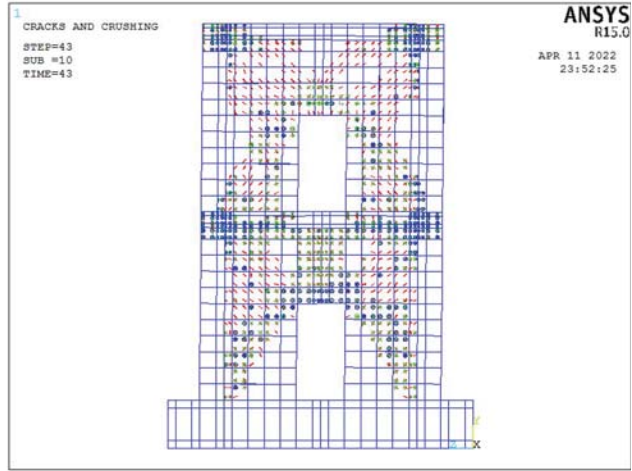 1
CRACKS AND CRUSHING
STEP=43
SUB =10
TIME=43
ANSYS
R15.0
APR 11 2022
23:52:25
Y
Z X